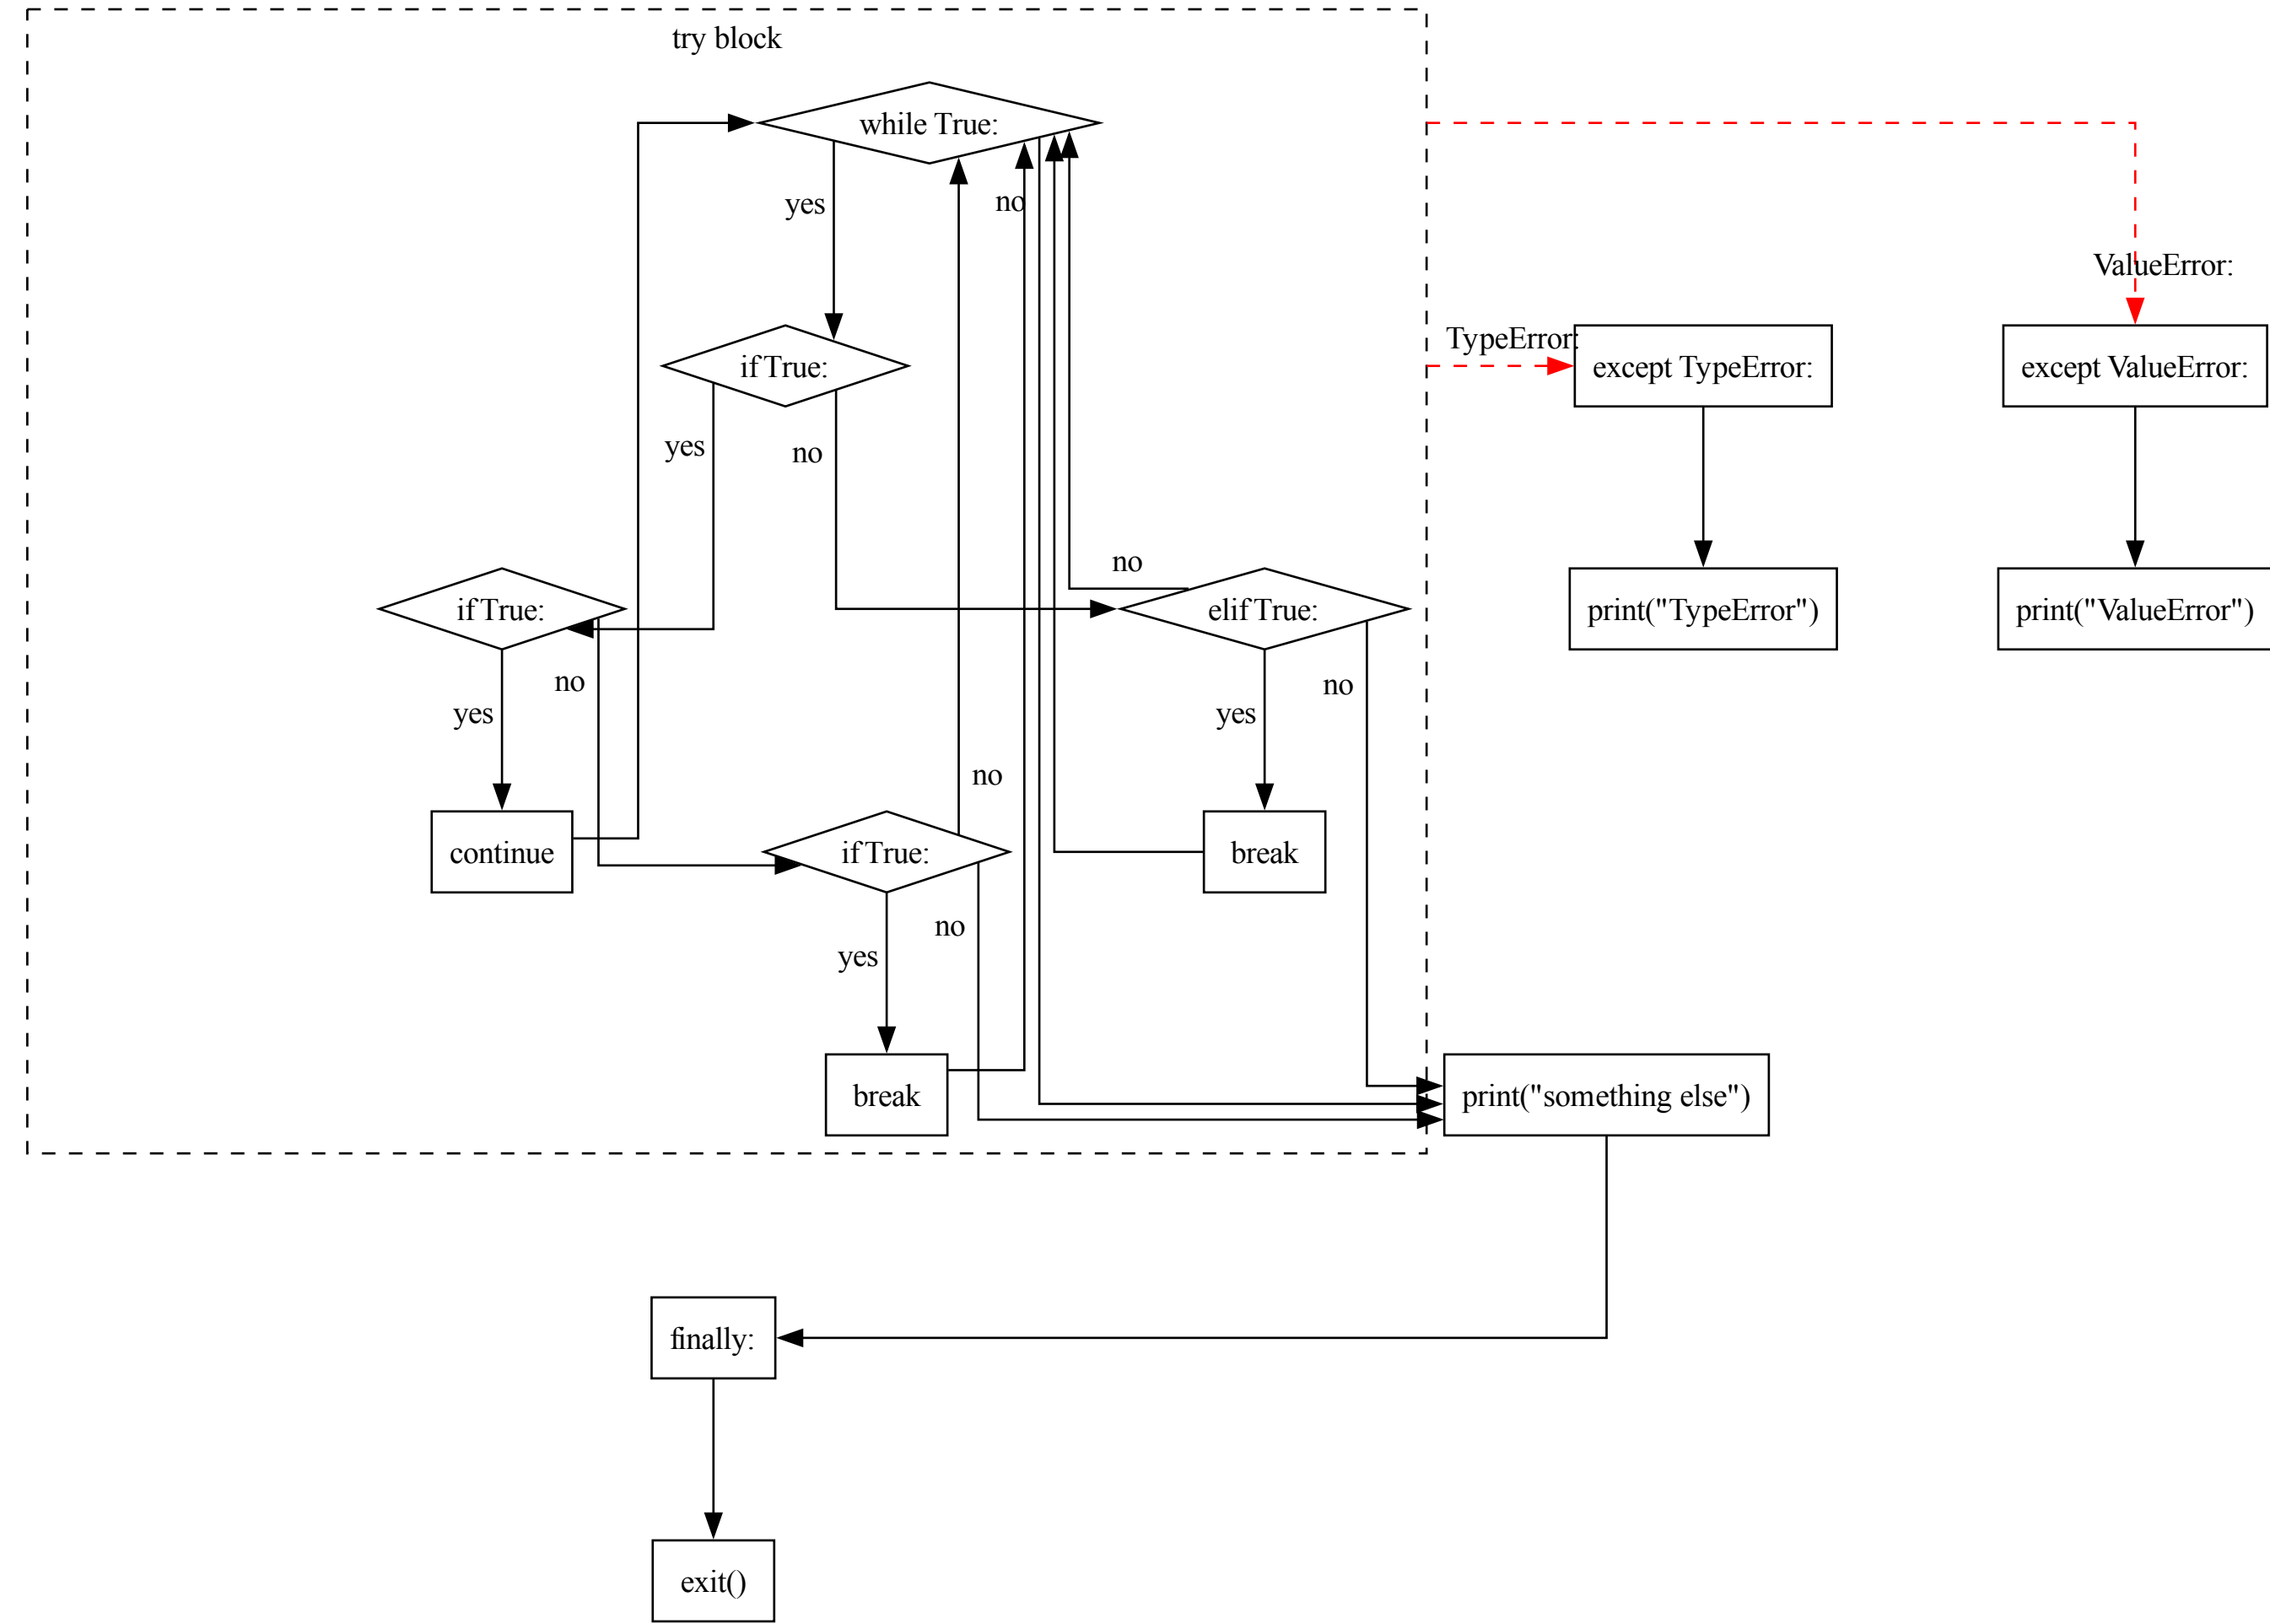 try block
while True:
yes
no
ValueError:
TypeError:
if True:
except TypeError:
except ValueError:
yes
no
no
if True:
elif True:
print("TypeError")
print("ValueError")
no
no
yes
yes
no
continue
if True:
break
no
yes
break
print("something else")
finally:
exit()